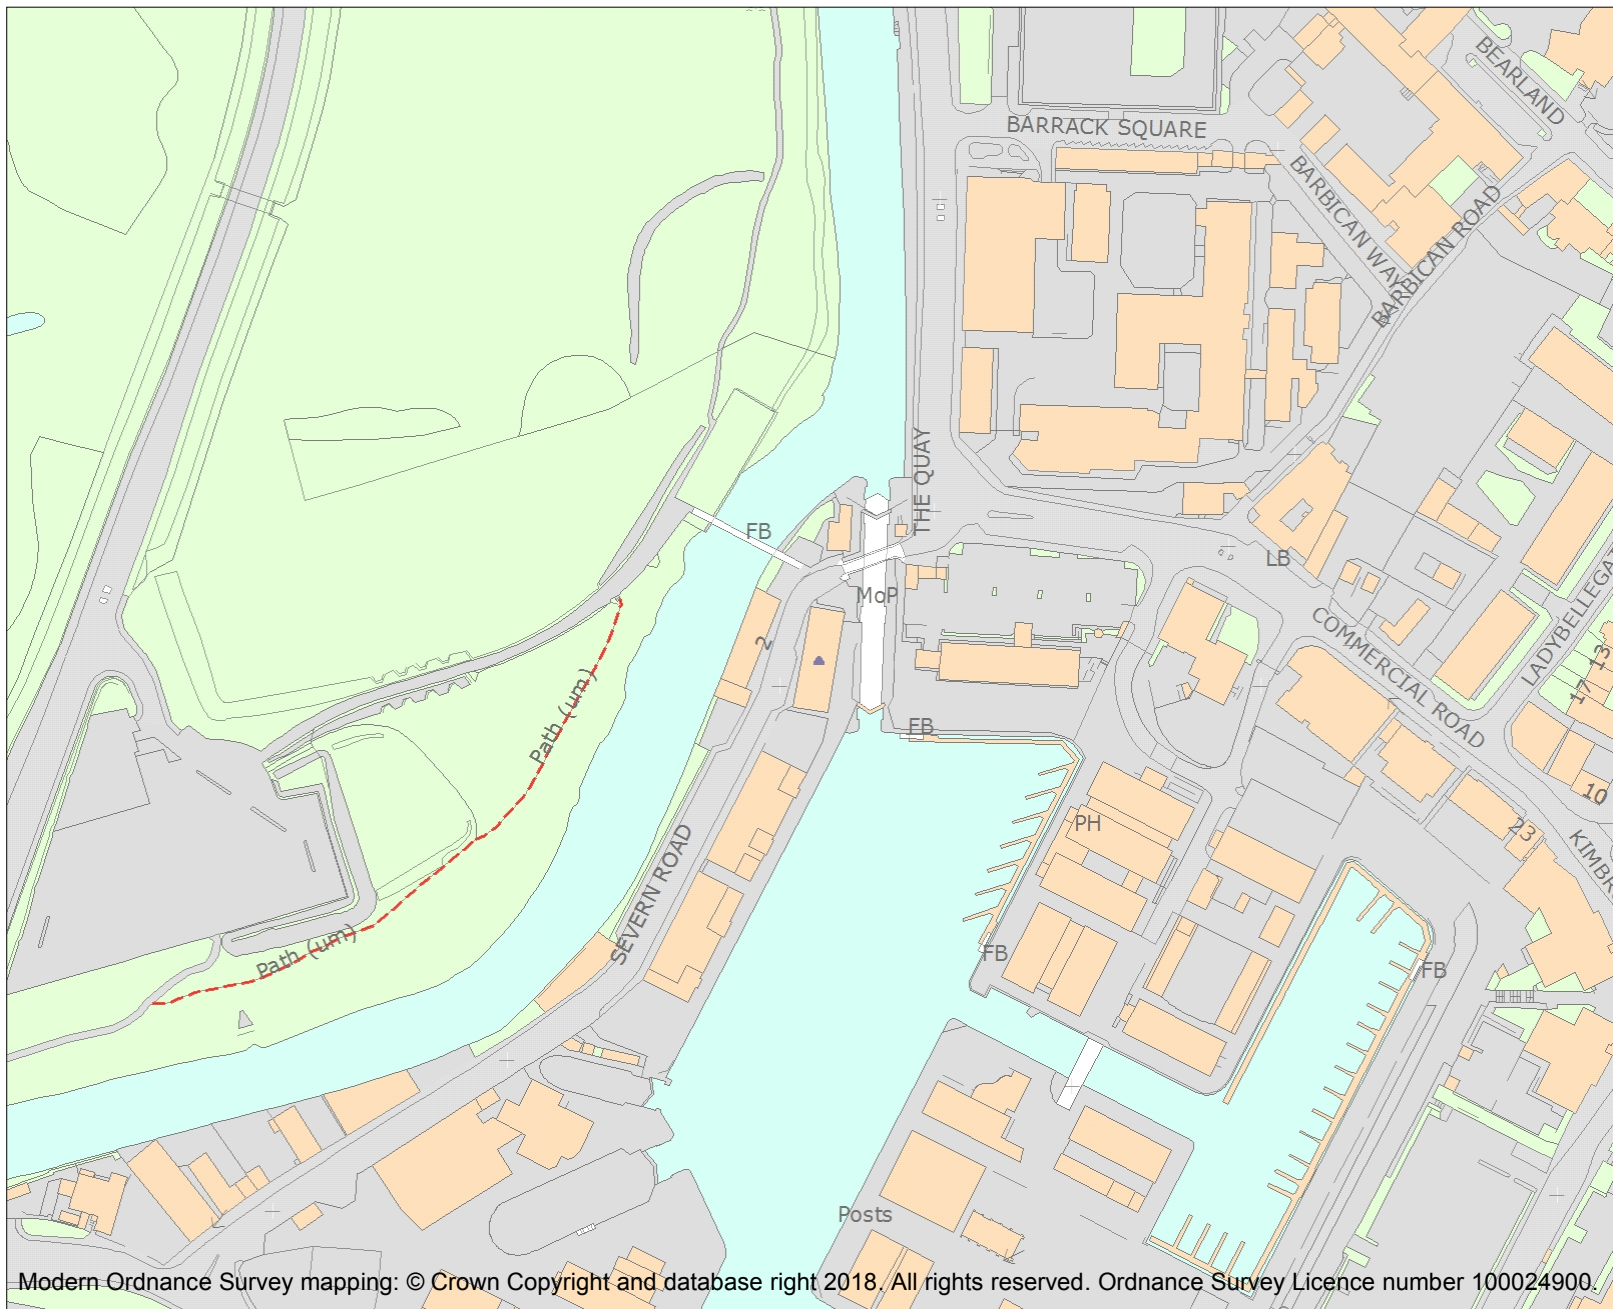 BEARLAND
BARRACK SQUARE
BARBICAN WAY
BARBICAN ROAD
THE QUAY
FB
LB
MoP
2
COMMERCIAL ROAD
LADYBELLEGA
13
17
Path (um)
FB
10
PH
23
KIMBR
SEVERN ROAD
Path (um)
FB
FB
Posts
Modern Ordnance Survey mapping: © Crown Copyright and database right 2018. All rights reserved. Ordnance Survey Licence number 100024900.